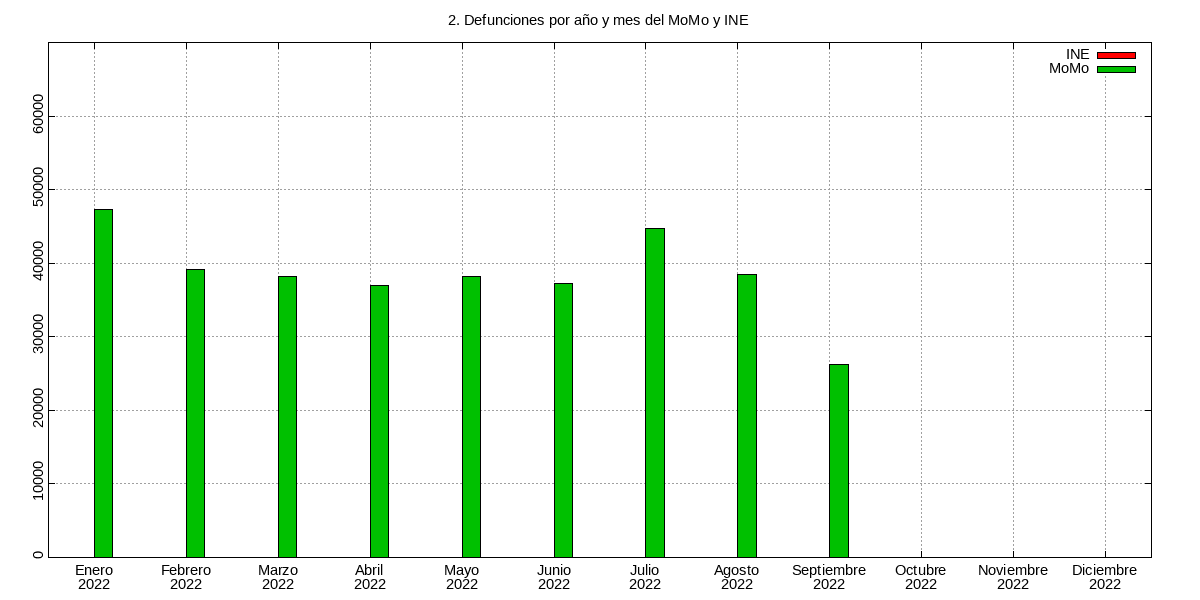 2. Defunciones por año y mes del MoMo y INE
INE
MoMo
60000
50000
40000
30000
20000
10000
0
Enero
2022
Febrero
2022
Marzo
2022
Abril
2022
Mayo
2022
Junio
2022
Julio
2022
Agosto
2022
Septiembre
2022
Octubre
2022
Noviembre
2022
Diciembre
2022